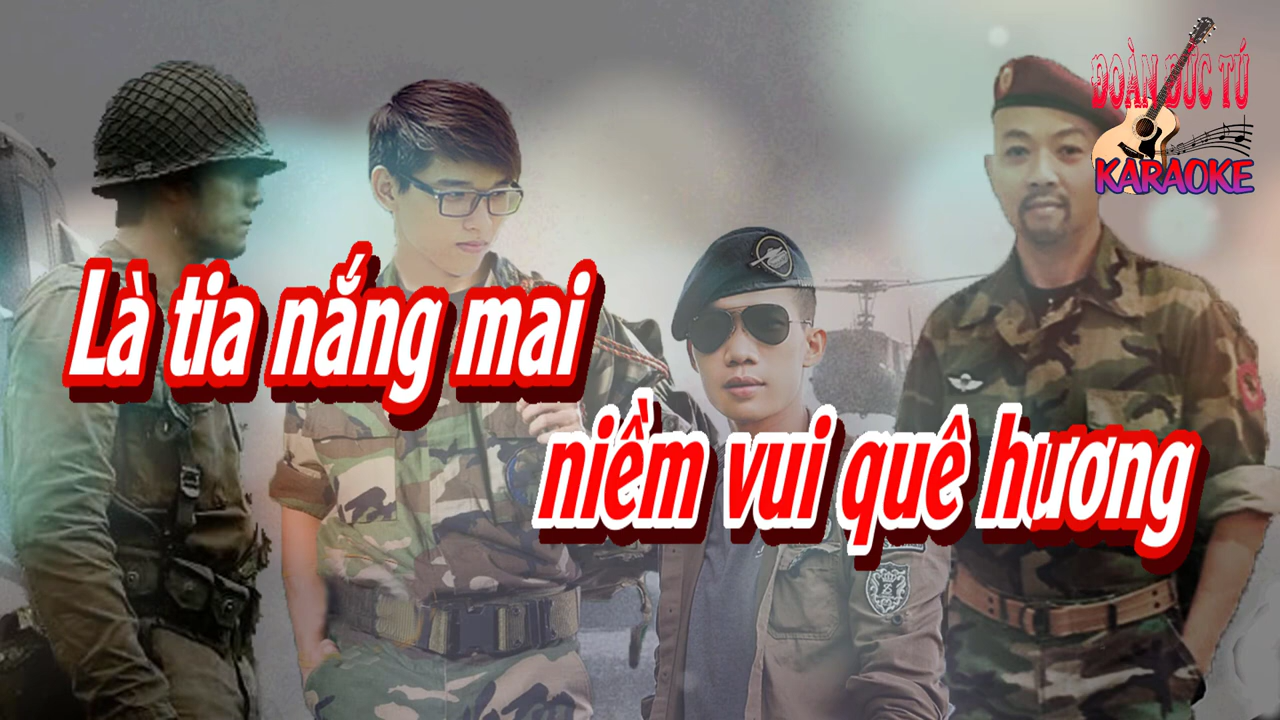 ĐOÀN ĐỨC TÚ
KARAOKE
Là tia nắng mai
niềm vui quê hương